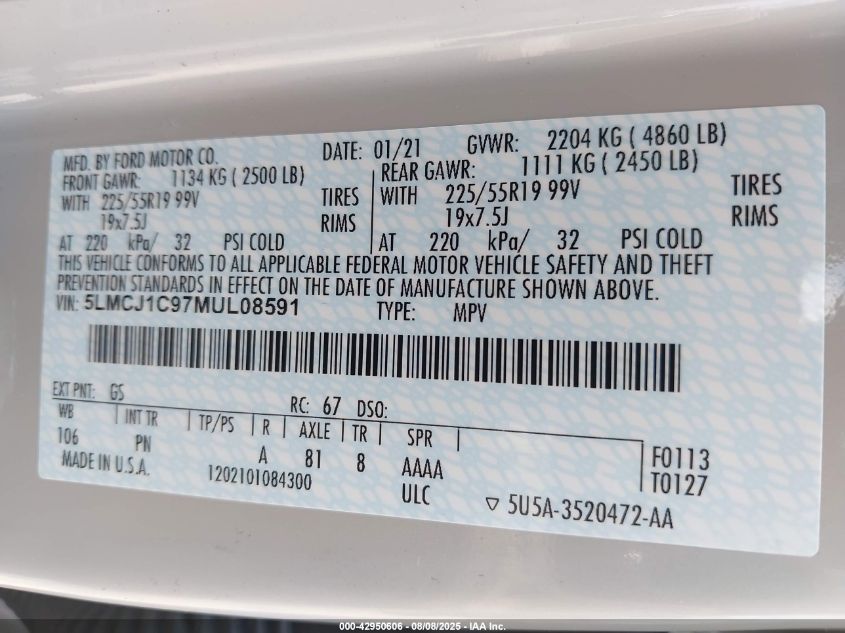 MFD. BY FORD MOTOR CO. DATE: 01/21 GVWR: 2204 KG ( 4860 LB)
FRONT GAWR: 1134 KG ( 2500 LB) REAR GAWR: 1111 KG ( 2450 LB)
WITH 225/55R19 99V TIRES WITH 225/55R19 99V TIRES
19x7.5J RIMS 19x7.5J RIMS
AT 220 kPa/ 32 PSI COLD AT 220 kPa/ 32 PSI COLD
THIS VEHICLE CONFORMS TO ALL APPLICABLE FEDERAL MOTOR VEHICLE SAFETY AND THEFT
PREVENTION STANDARDS IN EFFECT ON THE DATE OF MANUFACTURE SHOWN ABOVE.
VIN: 5LMCJ1C97MUL08591 TYPE: MPV
EXT PNT: GS RC: 67 DSO:
WB INT TR TP/PS R AXLE TR SPR
106 PN A 81 8 AAAA F0113
MADE IN U.S.A. 1202101084300 ULC T0127
5U5A-3520472-AA
000-42950606 - 08/08/2025 - IAA Inc.